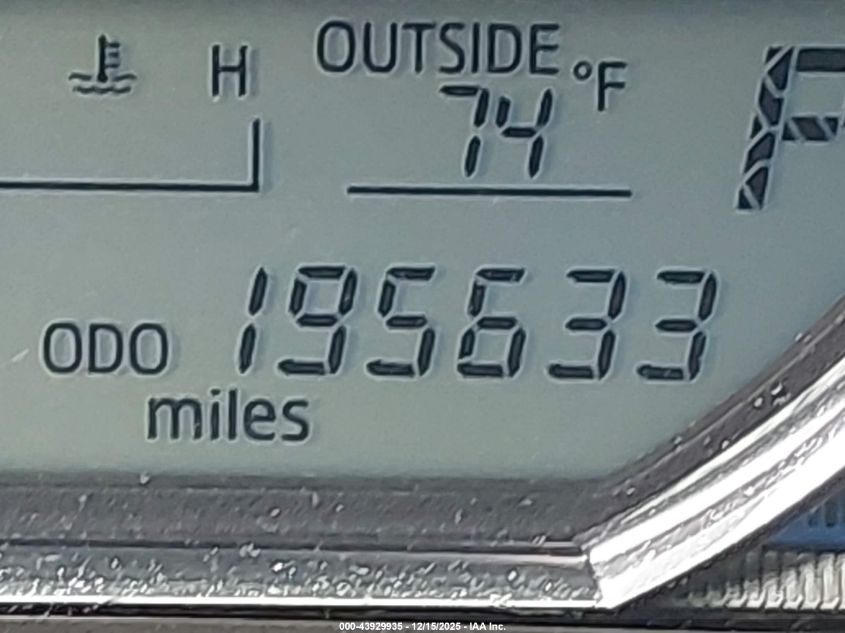 H
OUTSIDE
74 °F
P
ODO 195633
miles
000-43929935 - 12/15/2025 - IAA Inc.